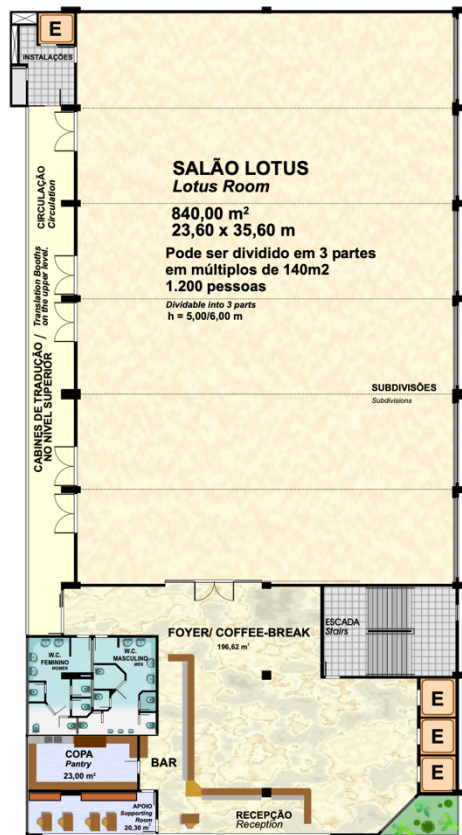 E
INSTALAÇÕES
CIRCULAÇÃO
Circulation
CABINES DE TRADUÇÃO / Translation Booths
NO NÍVEL SUPERIOR on the upper level.
SALÃO LOTUS
Lotus Room
840,00 m²
23,60 x 35,60 m
Pode ser dividido em 3 partes
em múltiplos de 140m2
1.200 pessoas
Dividable into 3 parts
h = 5,00/6,00 m
SUBDIVISÕES
Subdivisions
FOYER/ COFFEE-BREAK
196,62 m²
ESCADA
Stairs
W.C.
FEMININO
WOMEN
W.C.
MASCULINO
MEN
E
E
E
COPA
Pantry
23,00 m²
BAR
APOIO
Supporting
Room
20,30 m²
RECEPÇÃO
Reception